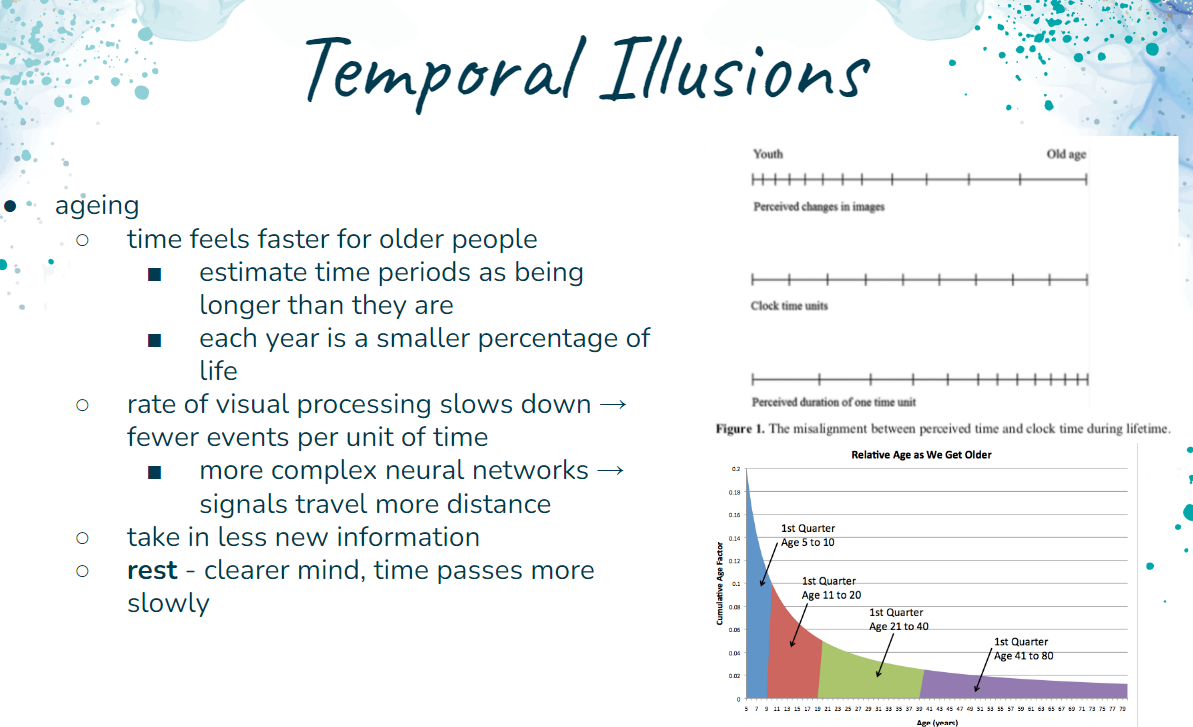 Temporal Illusions
● ageing
○ time feels faster for older people
■ estimate time periods as being
longer than they are
■ each year is a smaller percentage of
life
○ rate of visual processing slows down →
fewer events per unit of time
■ more complex neural networks →
signals travel more distance
○ take in less new information
○ rest - clearer mind, time passes more
slowly
Youth Old age
Perceived changes in images
Clock time units
Perceived duration of one time unit
Figure 1. The misalignment between perceived time and clock time during lifetime.
Relative Age as We Get Older
Cumulative Age Factor
0.2
0.18
0.16
0.14
0.12
0.1
0.08
0.06
0.04
0.02
0
1st Quarter
Age 5 to 10
1st Quarter
Age 11 to 20
1st Quarter
Age 21 to 40
1st Quarter
Age 41 to 80
5 7 9 11 13 15 17 19 21 23 25 27 29 31 33 35 37 39 41 43 45 47 49 51 53 55 57 59 61 63 65 67 69 71 73 75 77 79
Age (years)